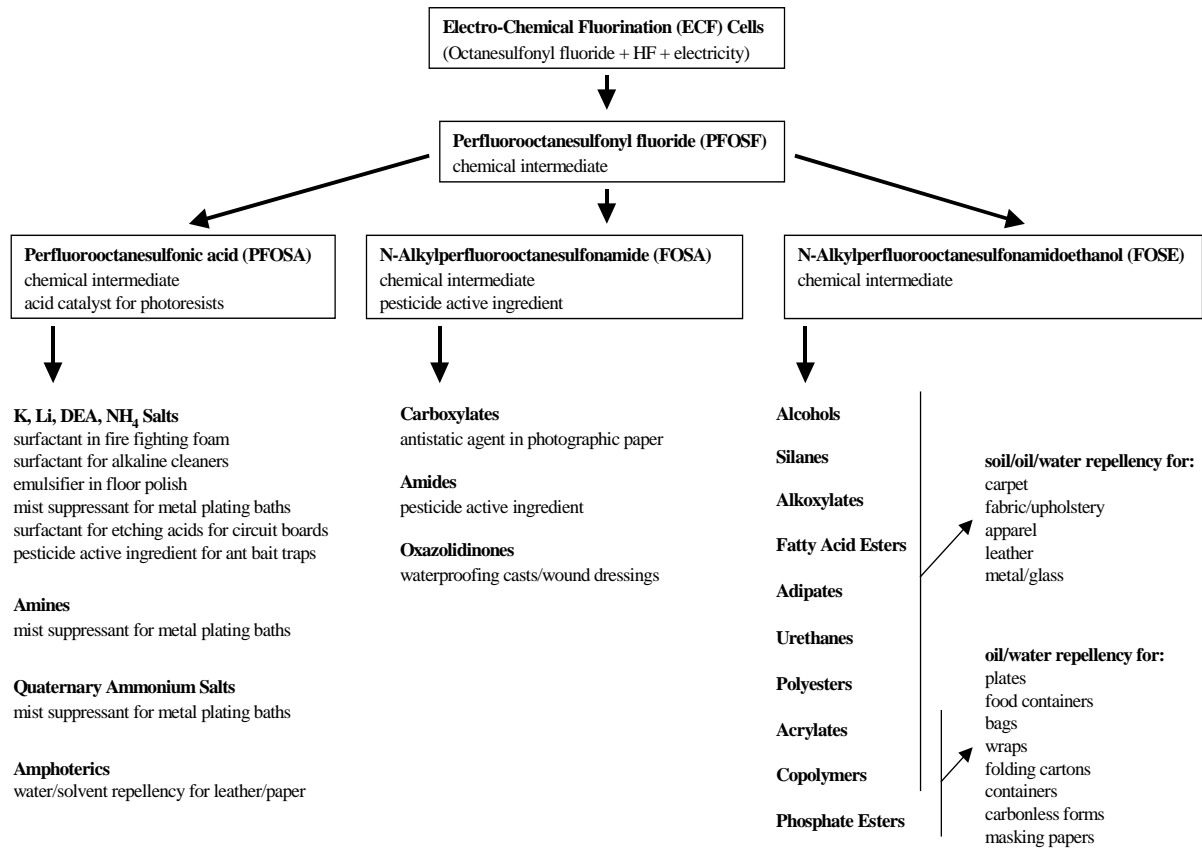 Electro-Chemical Fluorination (ECF) Cells
(Octanesulfonyl fluoride + HF + electricity)
Perfluorooctanesulfonyl fluoride (PFOSF)
chemical intermediate
Perfluorooctanesulfonic acid (PFOSA)
chemical intermediate
acid catalyst for photoresists
N-Alkylperfluorooctanesulfonamide (FOSA)
chemical intermediate
pesticide active ingredient
N-Alkylperfluorooctanesulfonamidoethanol (FOSE)
chemical intermediate
K, Li, DEA, NH₄ Salts
surfactant in fire fighting foam
surfactant for alkaline cleaners
emulsifier in floor polish
mist suppressant for metal plating baths
surfactant for etching acids for circuit boards
pesticide active ingredient for ant bait traps
Amines
mist suppressant for metal plating baths
Quaternary Ammonium Salts
mist suppressant for metal plating baths
Amphoterics
water/solvent repellency for leather/paper
Carboxylates
antistatic agent in photographic paper
Amides
pesticide active ingredient
Oxazolidinones
waterproofing casts/wound dressings
Alcohols
Silanes
Alkoxylates
Fatty Acid Esters
Adipates
Urethanes
Polyesters
Acrylates
Copolymers
Phosphate Esters
soil/oil/water repellency for:
carpet
fabric/upholstery
apparel
leather
metal/glass
oil/water repellency for:
plates
food containers
bags
wraps
folding cartons
containers
carbonless forms
masking papers